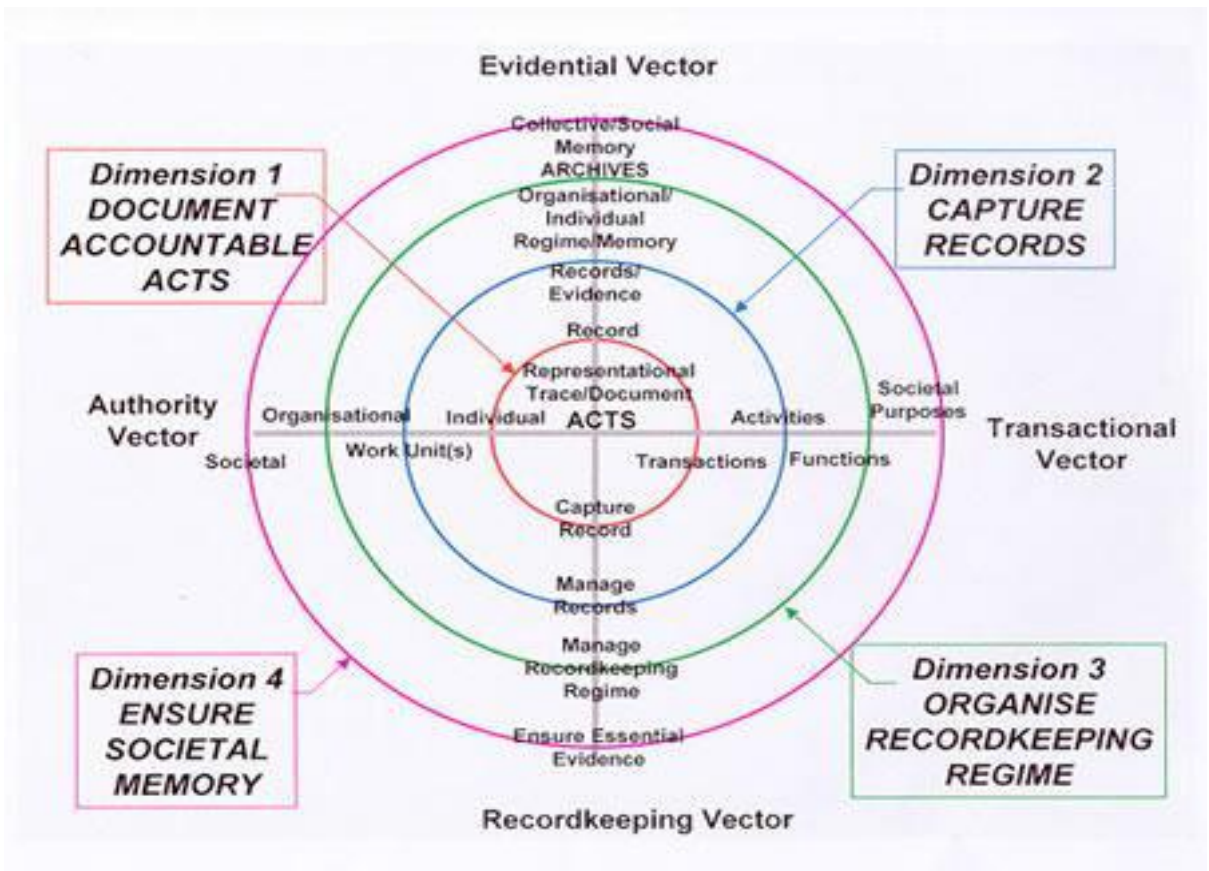 Evidential Vector
Collective/Social
Memory
ARCHIVES
Organisational/
Individual
Regime/Memory
Records/
Evidence
Record
Representational
Trace/Document
ACTS
Dimension 1
DOCUMENT
ACCOUNTABLE
ACTS
Dimension 2
CAPTURE
RECORDS
Authority
Vector
Organisational
Individual
Societal
Work Unit(s)
Activities
Societal
Purposes
Transactions
Functions
Transactional
Vector
Capture
Record
Manage
Records
Manage
Recordkeeping
Regime
Ensure Essential
Evidence
Dimension 4
ENSURE
SOCIETAL
MEMORY
Dimension 3
ORGANISE
RECORDKEEPING
REGIME
Recordkeeping Vector